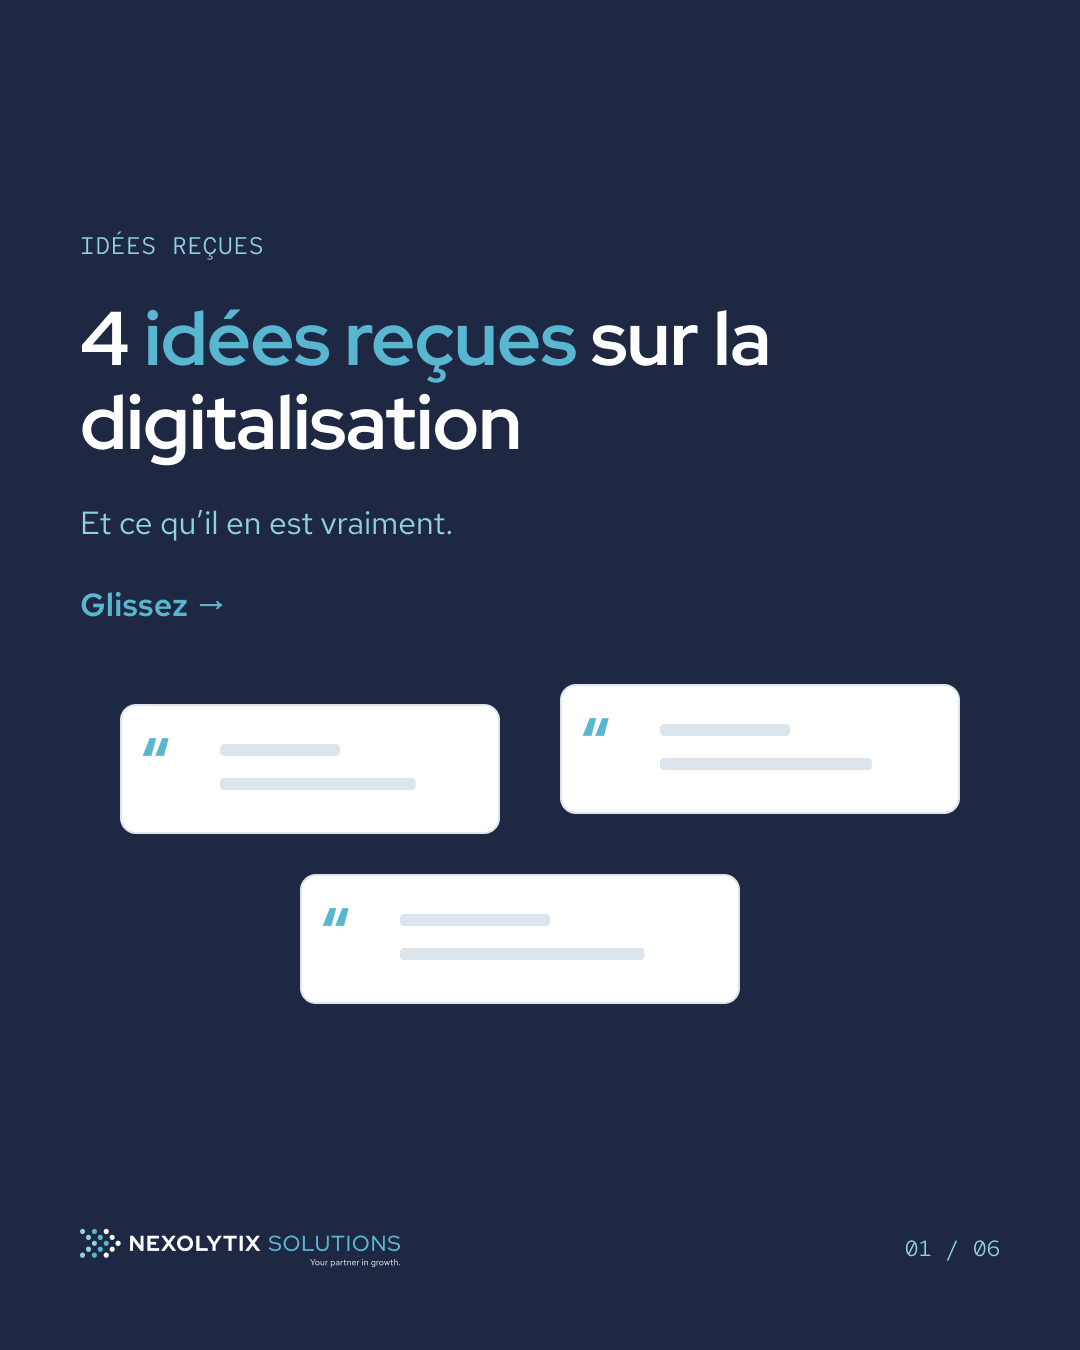 IDÉES REÇUES
4 idées reçues sur la
digitalisation
Et ce qu’il en est vraiment.
Glissez →
“
“
“
NEXOLYTIX SOLUTIONS
Your partner in growth.
01 / 06